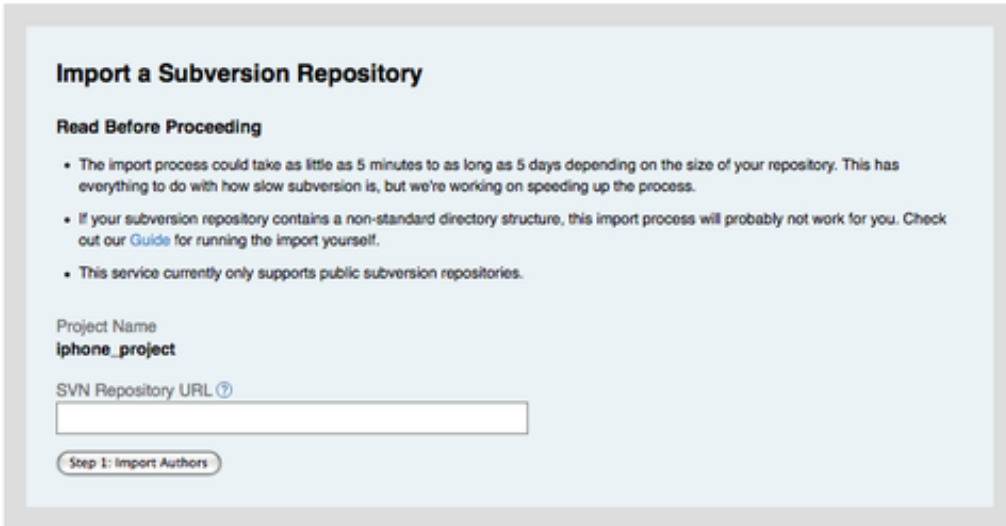 Import a Subversion Repository
Read Before Proceeding
• The import process could take as little as 5 minutes to as long as 5 days depending on the size of your repository. This has
everything to do with how slow subversion is, but we're working on speeding up the process.
• If your subversion repository contains a non-standard directory structure, this import process will probably not work for you. Check
out our Guide for running the import yourself.
• This service currently only supports public subversion repositories.
Project Name
iphone_project
SVN Repository URL ?
Step 1: Import Authors